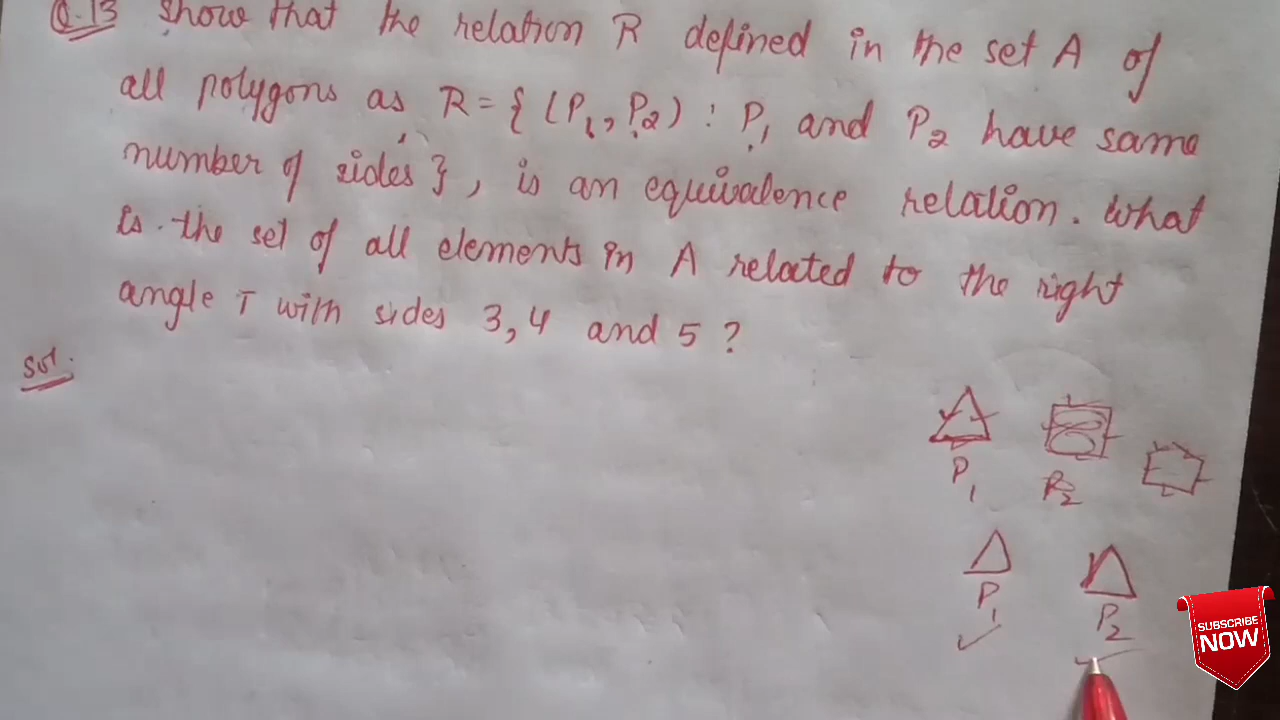 Q.13 Show that the relation R defined in the set A of
all polygons as R = { (P₁, P₂) : P₁ and P₂ have same
number of sides }, is an equivalence relation. What
is the set of all elements in A related to the right
angle T with sides 3, 4 and 5 ?
Sol.
P₁ P₂
P₁ P₂
SUBSCRIBE
NOW